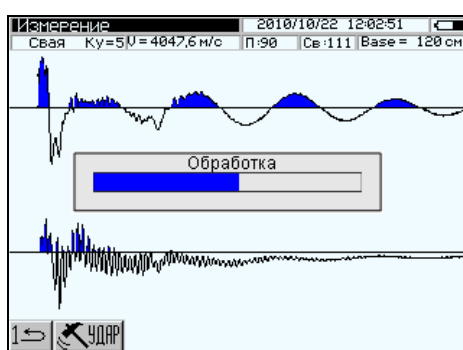 Измерение 2010/10/22 12:02:51
Свая Ку=5 V=4047,6 м/с П:90 Св:111 Base= 120 см
Обработка
1 УДАР